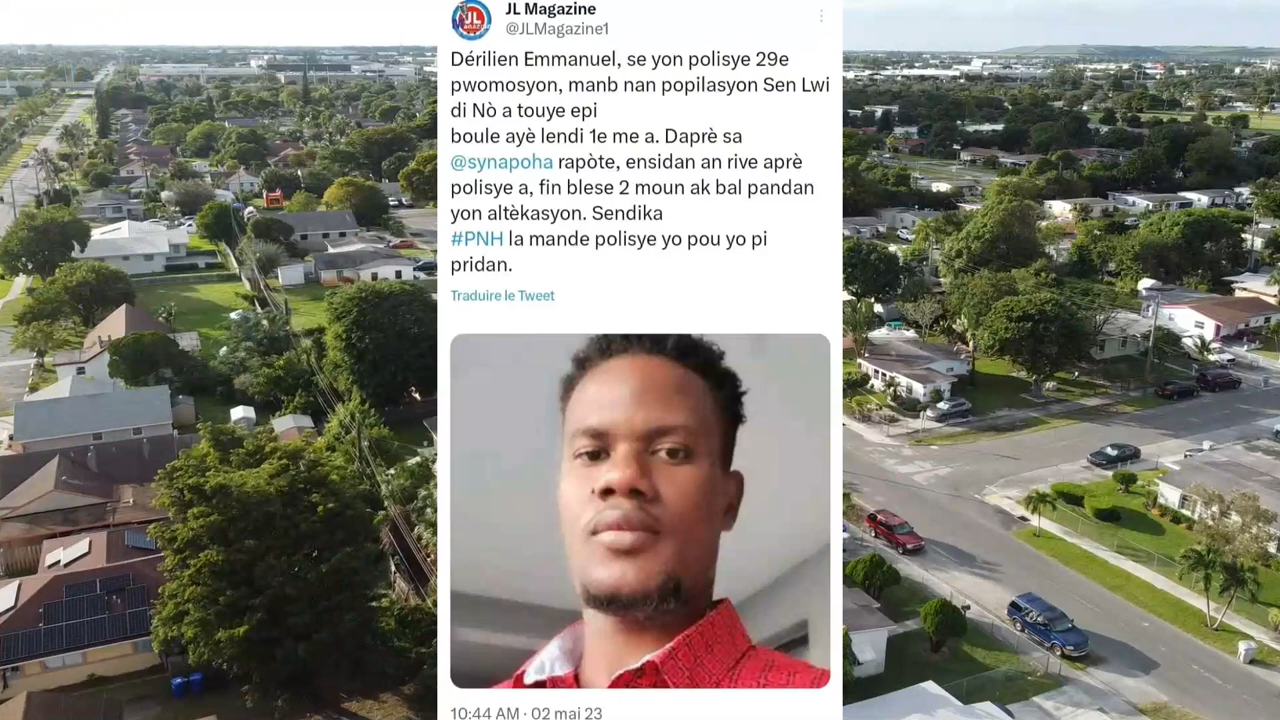 JL Magazine
@JLMagazine1
Dérilien Emmanuel, se yon polisye 29e
pwomosyon, manb nan popilasyon Sen Lwi
di Nò a touye epi
boule ayè lendi 1e me a. Daprè sa
@synapoha rapòte, ensidan an rive aprè
polisye a, fin blese 2 moun ak bal pandan
yon altèkasyon. Sendika
#PNH la mande polisye yo pou yo pi
pridan.
Traduire le Tweet
10:44 AM · 02 mai 23